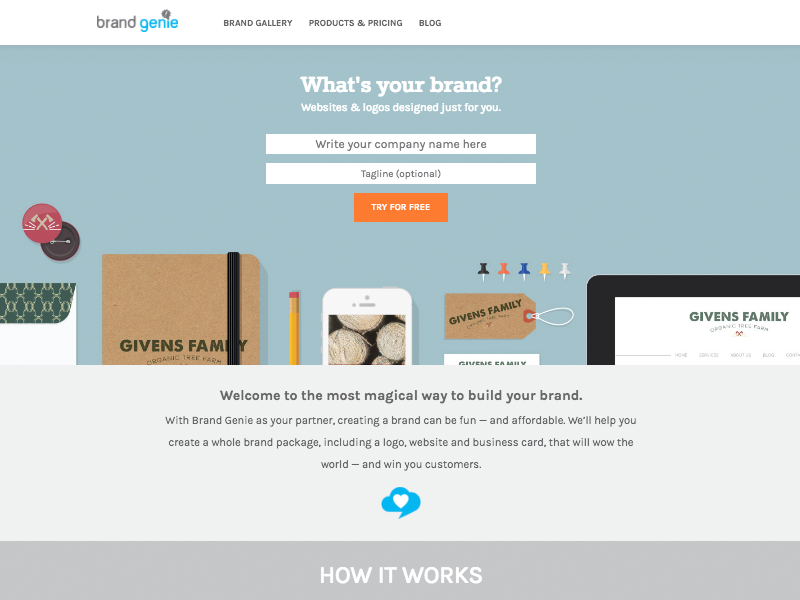 brand genie
BRAND GALLERY PRODUCTS & PRICING BLOG
What's your brand?
Websites & logos designed just for you.
Write your company name here
Tagline (optional)
TRY FOR FREE
GIVENS FAMILY
ORGANIC TREE FARM
GIVENS FAMILY
ORGANIC TREE FARM
GIVENS FAMILY
GIVENS FAMILY
ORGANIC TREE FARM
HOME SERVICES ABOUT US BLOG
Welcome to the most magical way to build your brand.
With Brand Genie as your partner, creating a brand can be fun — and affordable. We'll help you
create a whole brand package, including a logo, website and business card, that will wow the
world — and win you customers.
HOW IT WORKS